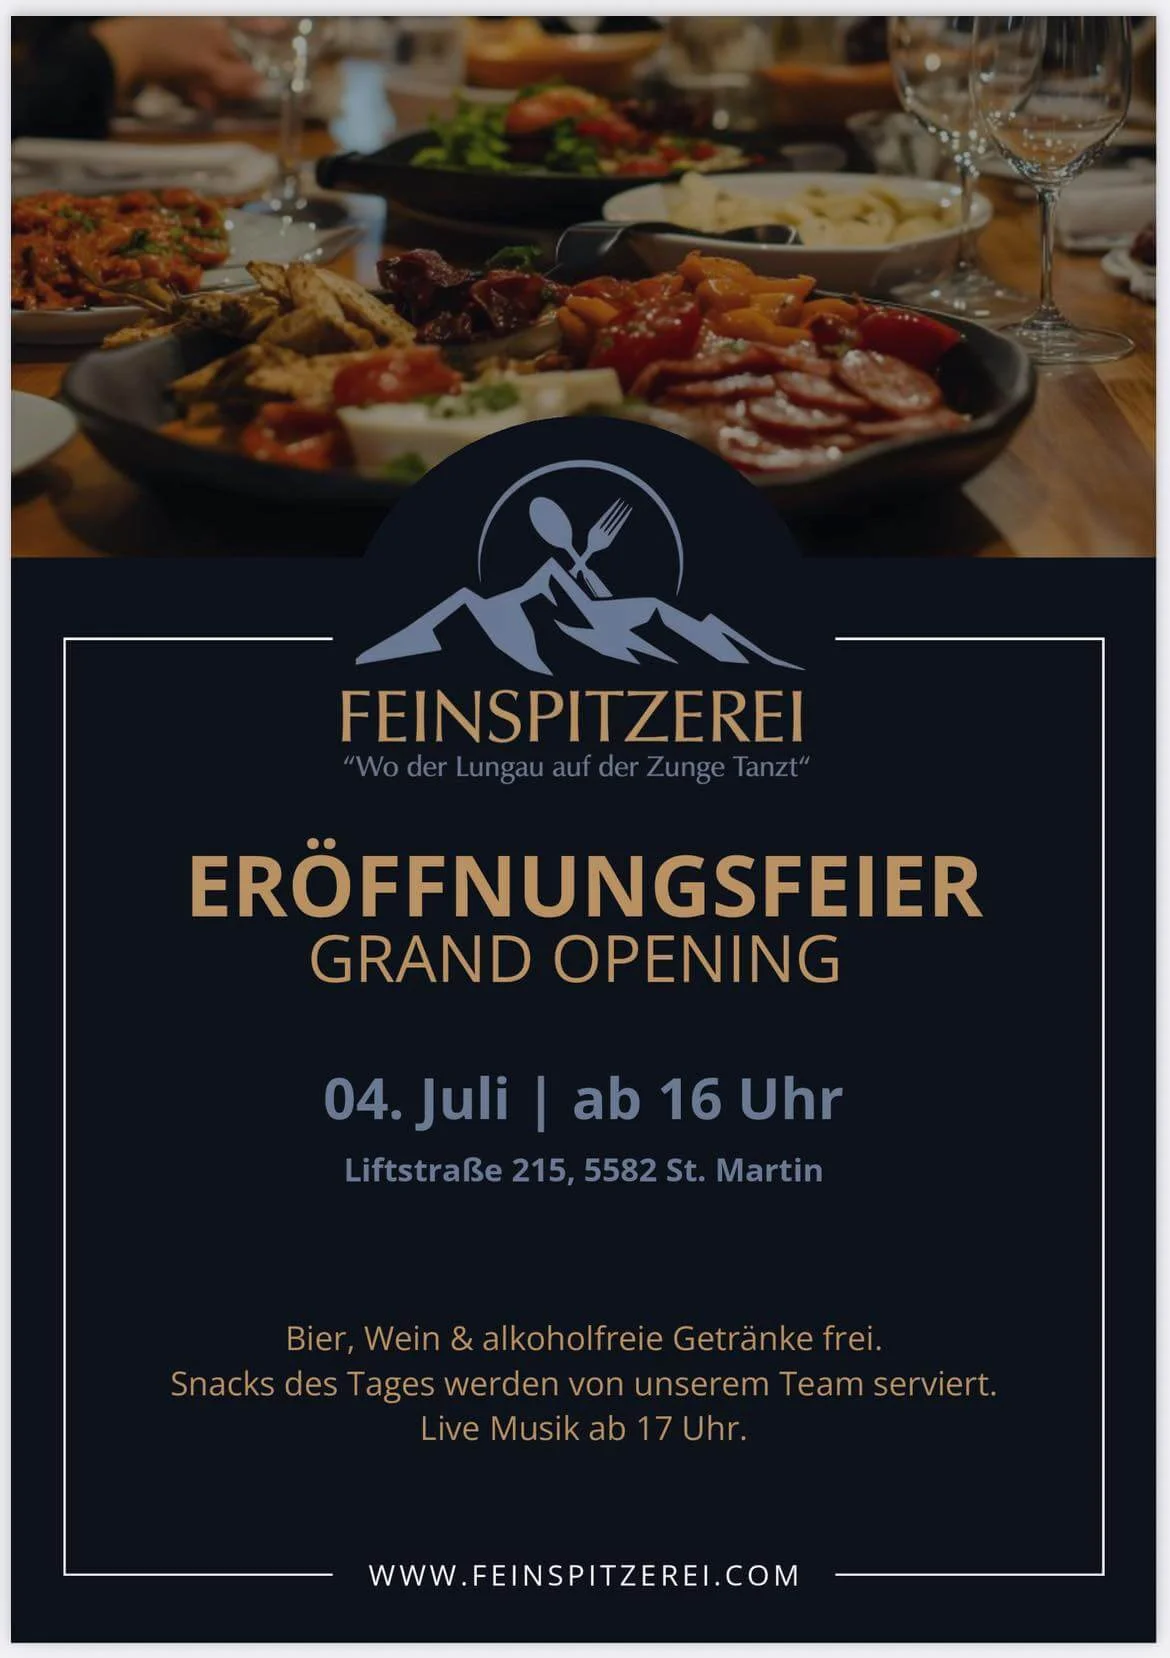 FEINSPITZEREI
“Wo der Lungau auf der Zunge Tanzt“
ERÖFFNUNGSFEIER
GRAND OPENING
04. Juli | ab 16 Uhr
Liftstraße 215, 5582 St. Martin
Bier, Wein & alkoholfreie Getränke frei.
Snacks des Tages werden von unserem Team serviert.
Live Musik ab 17 Uhr.
WWW.FEINSPITZEREI.COM